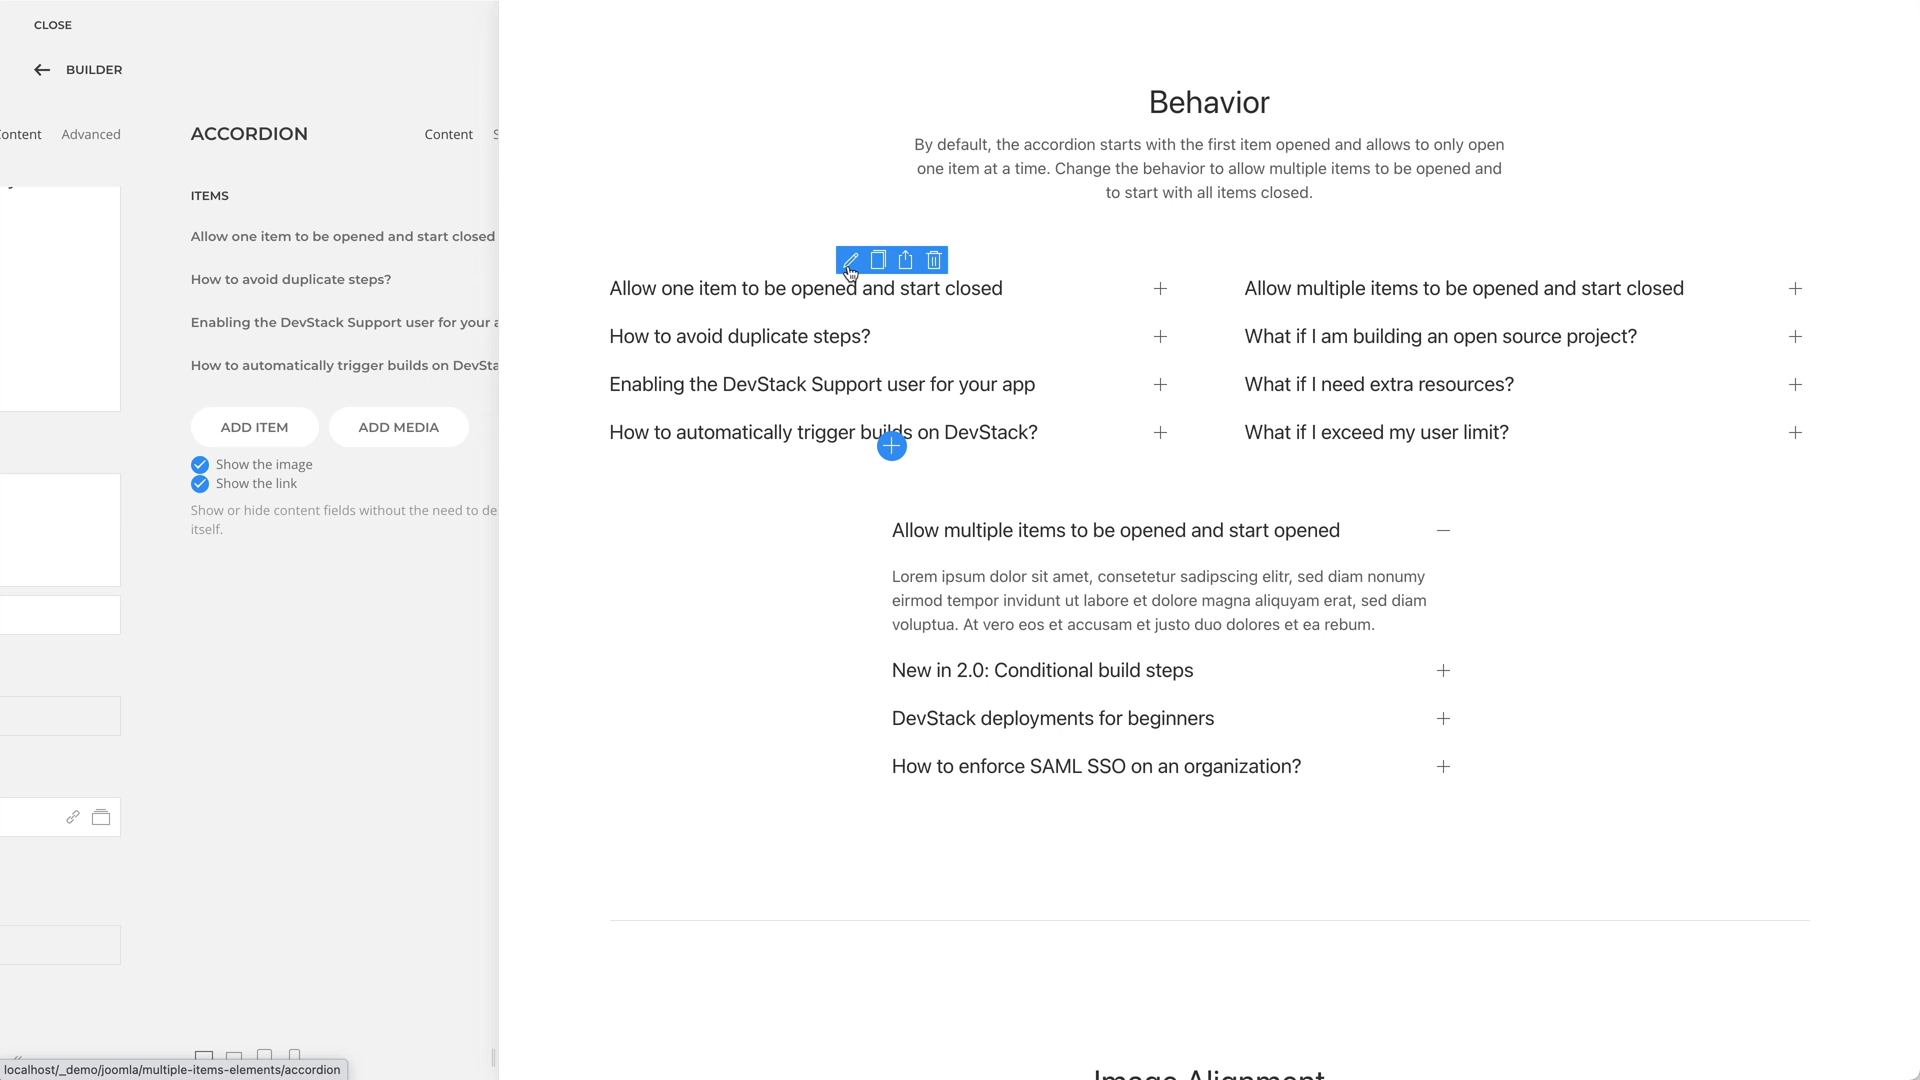 CLOSE
BUILDER
ontent Advanced
ACCORDION Content
ITEMS
Allow one item to be opened and start closed
How to avoid duplicate steps?
Enabling the DevStack Support user for your a
How to automatically trigger builds on DevSta
ADD ITEM ADD MEDIA
Show the image
Show the link
Show or hide content fields without the need to de
itself.
localhost/_demo/joomla/multiple-items-elements/accordion
Behavior
By default, the accordion starts with the first item opened and allows to only open
one item at a time. Change the behavior to allow multiple items to be opened and
to start with all items closed.
Allow one item to be opened and start closed
How to avoid duplicate steps?
Enabling the DevStack Support user for your app
How to automatically trigger builds on DevStack?
Allow multiple items to be opened and start closed
What if I am building an open source project?
What if I need extra resources?
What if I exceed my user limit?
Allow multiple items to be opened and start opened
Lorem ipsum dolor sit amet, consetetur sadipscing elitr, sed diam nonumy
eirmod tempor invidunt ut labore et dolore magna aliquyam erat, sed diam
voluptua. At vero eos et accusam et justo duo dolores et ea rebum.
New in 2.0: Conditional build steps
DevStack deployments for beginners
How to enforce SAML SSO on an organization?
Image Alignment